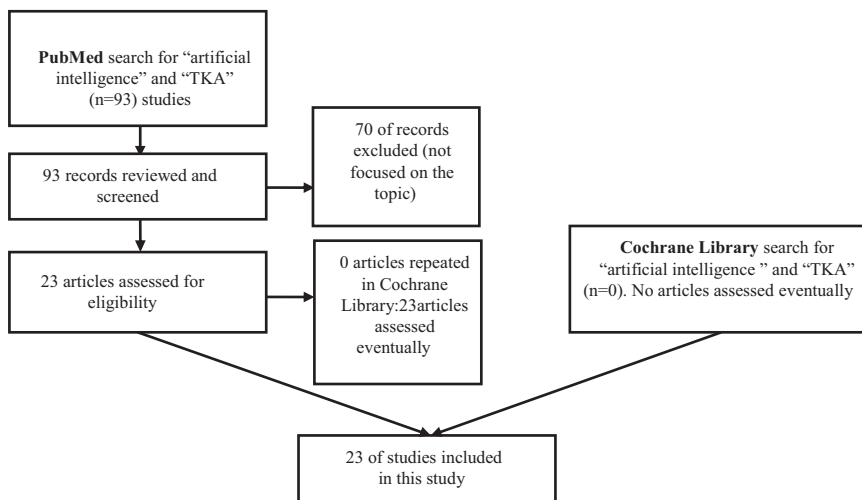 PubMed search for “artificial
intelligence” and “TKA”
(n=93) studies
93 records reviewed and
screened
70 of records
excluded (not
focused on the
topic)
23 articles assessed for
eligibility
0 articles repeated
in Cochrane
Library:23articles
assessed
eventually
Cochrane Library search for
“artificial intelligence ” and “TKA”
(n=0). No articles assessed eventually
23 of studies included
in this study